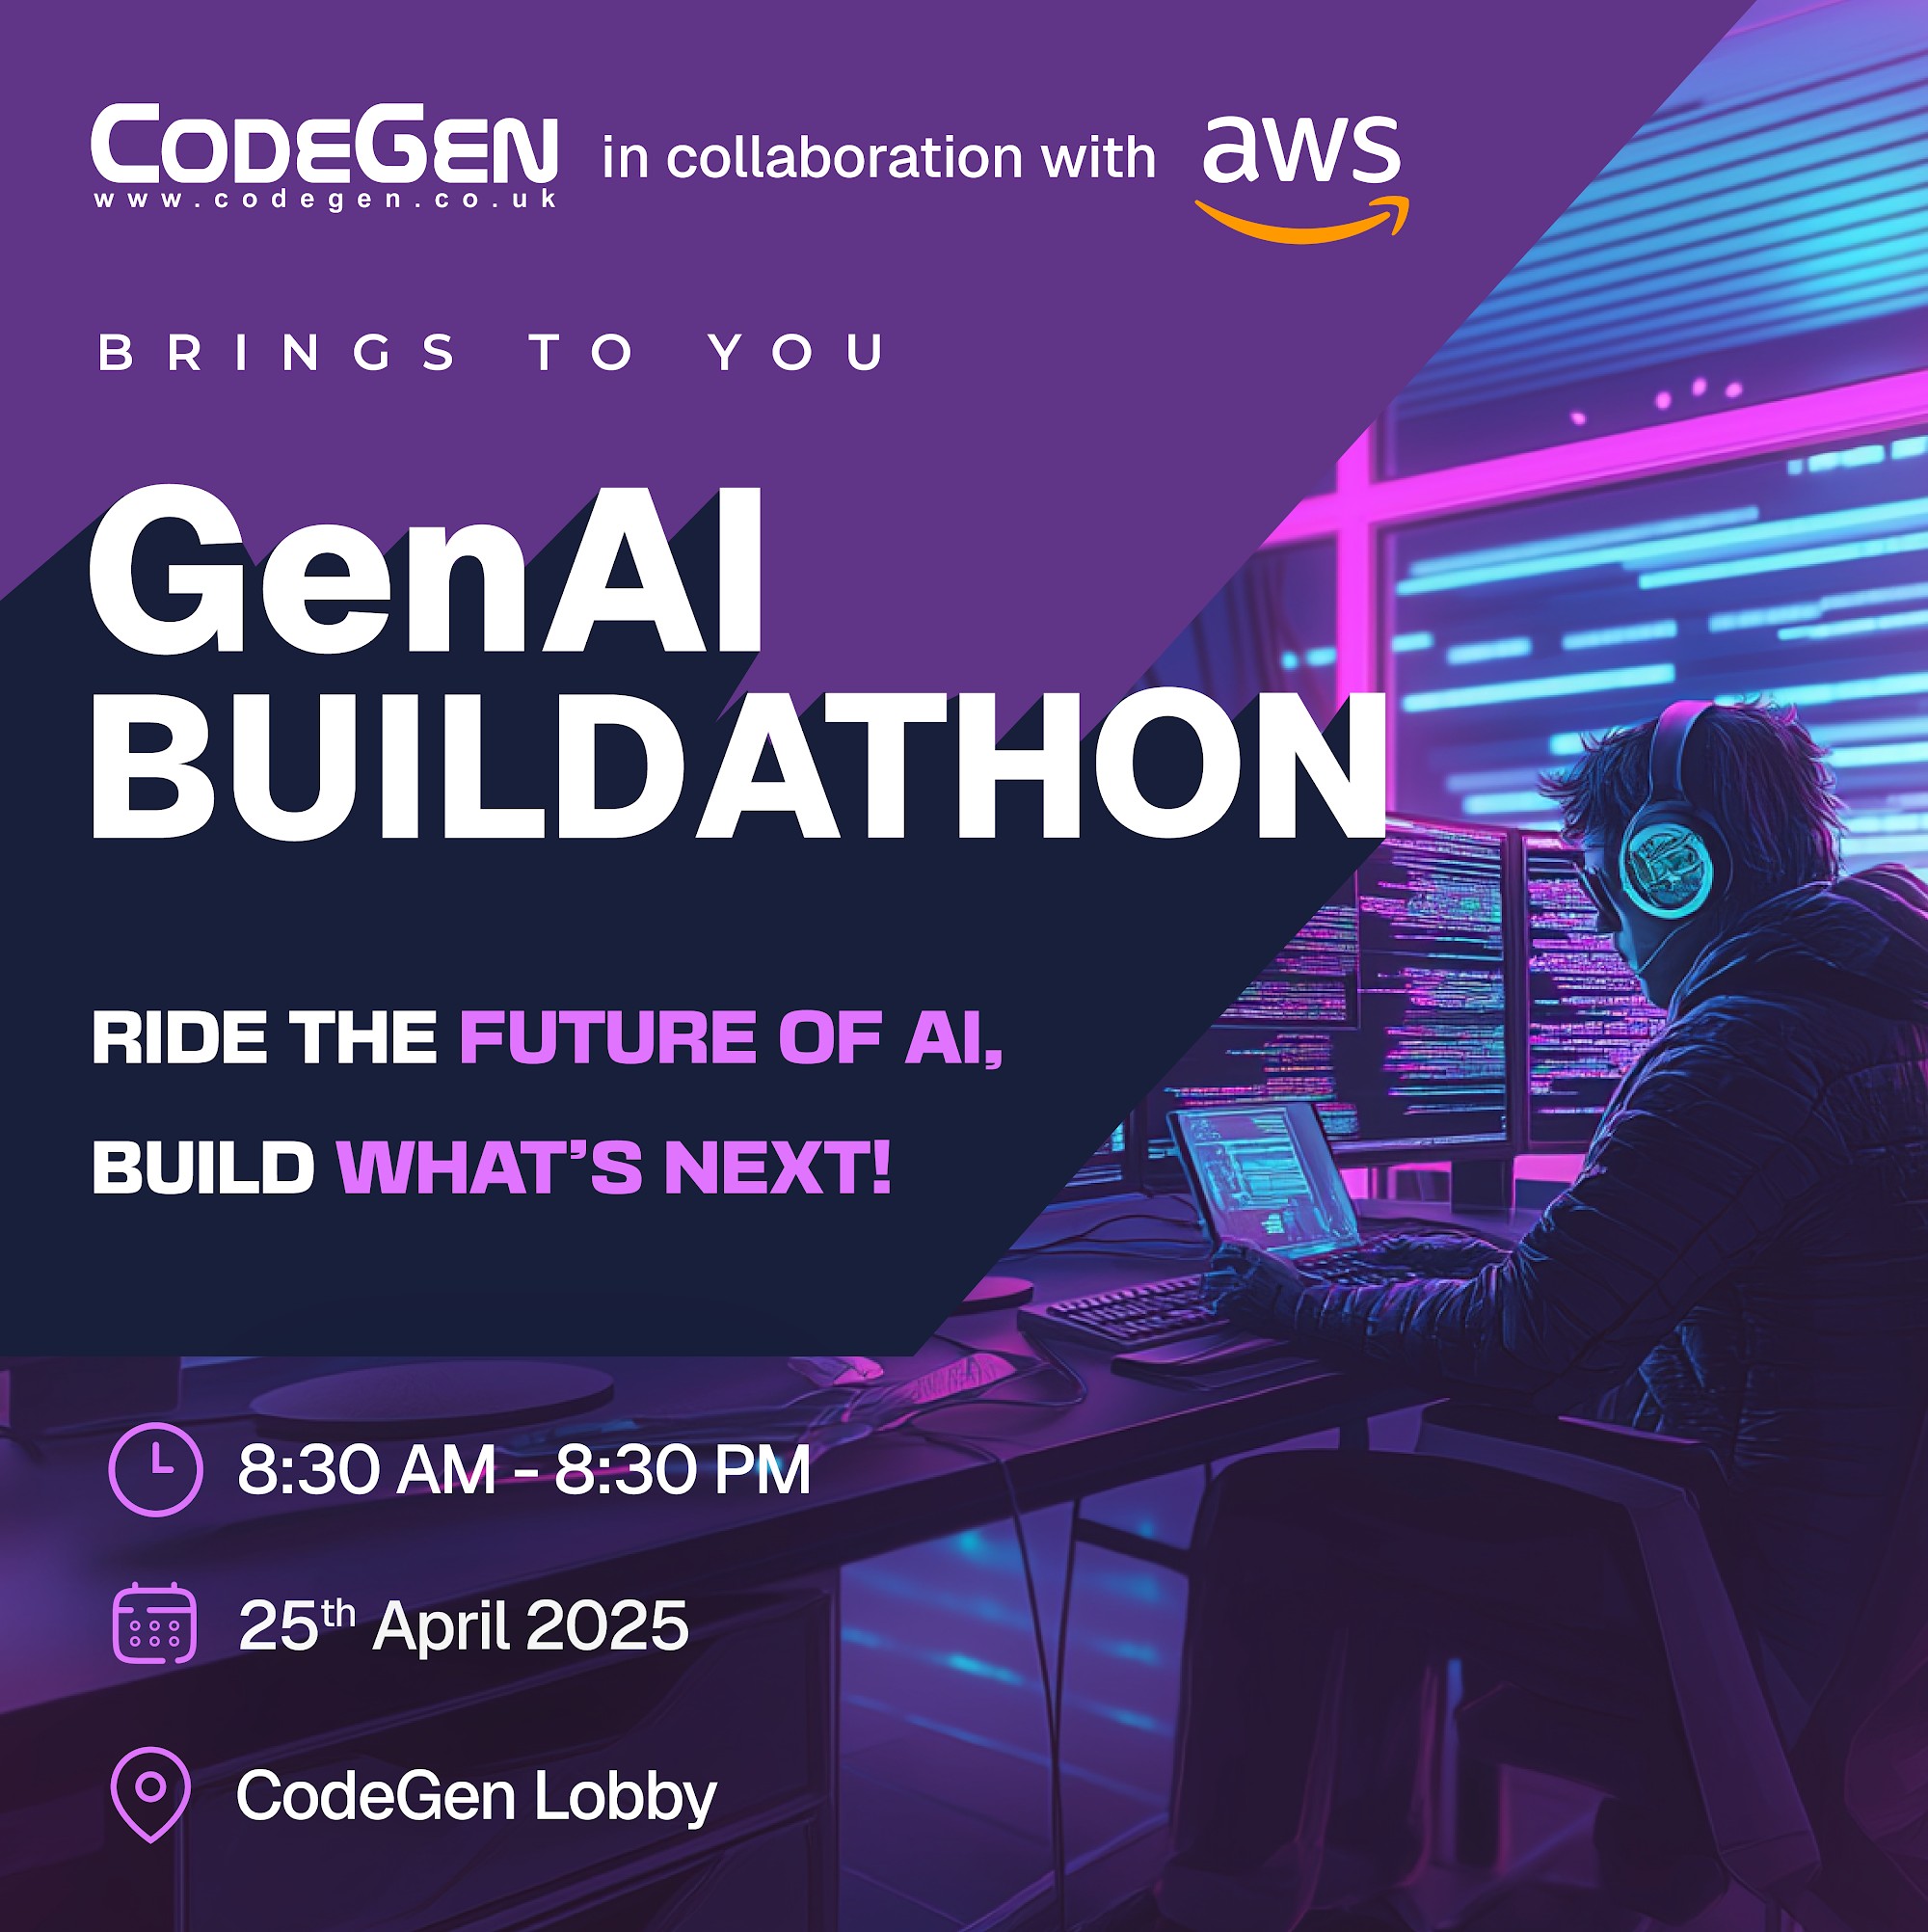 CODEGEN in collaboration with aws
www.codegen.co.uk
BRINGS TO YOU
GenAI
BUILDATHON
RIDE THE FUTURE OF AI,
BUILD WHAT'S NEXT!
8:30 AM - 8:30 PM
25th April 2025
CodeGen Lobby